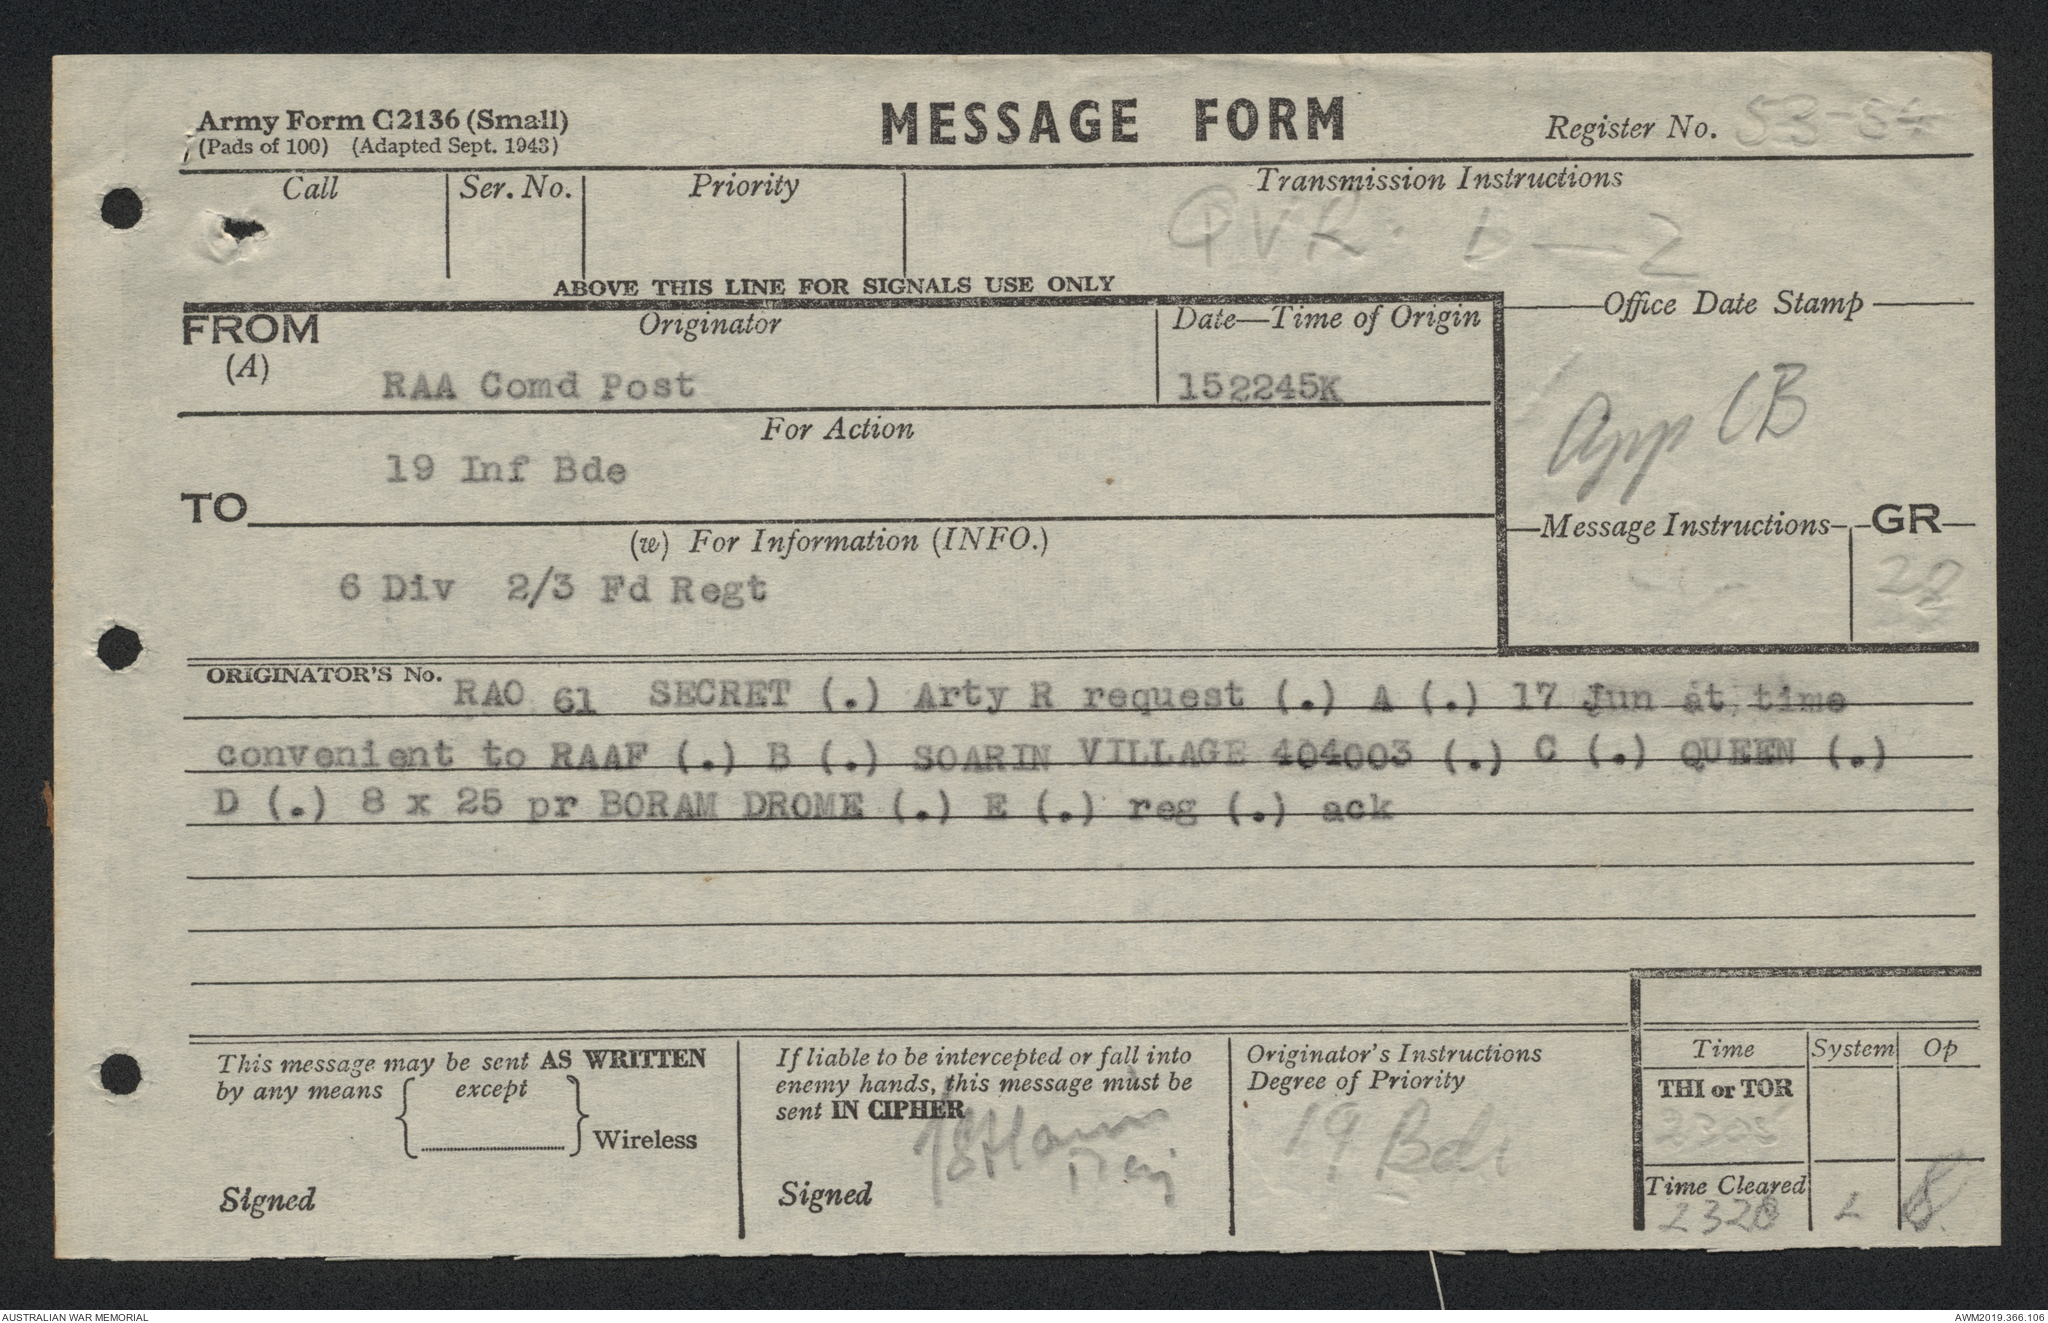 Army Form C2136 (Small)
(Pads of 100) (Adapted Sept. 1943)
MESSAGE FORM
Register No. 53-54
Call
Ser. No.
Priority
Transmission Instructions
ABOVE THIS LINE FOR SIGNALS USE ONLY
FROM
(A)
Originator
RAA Comd Post
Date—Time of Origin
152245K
Office Date Stamp
App CB
For Action
19 Inf Bde
TO
(w) For Information (INFO.)
6 Div 2/3 Fd Regt
Message Instructions
GR
28
ORIGINATOR'S No.
RAO 61 SECRET (.) Arty R request (.) A (.) 17 Jun at time
convenient to RAAF (.) B (.) SOARIN VILLAGE 404003 (.) C (.) QUEEN (.)
D (.) 8 x 25 pr BORAM DROME (.) E (.) reg (.) ack
This message may be sent AS WRITTEN
by any means except
Wireless
Signed
If liable to be intercepted or fall into
enemy hands, this message must be
sent IN CIPHER
Maj
Signed
Originator's Instructions
Degree of Priority
19 Bde
Time
System
Op
THI or TOR
2305
Time Cleared
2320
L
AUSTRALIAN WAR MEMORIAL
AWM2019.366.106